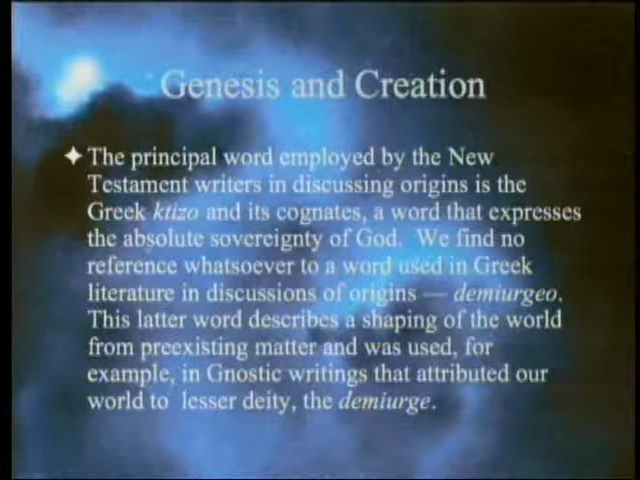 Genesis and Creation
✦ The principal word employed by the New
Testament writers in discussing origins is the
Greek ktizo and its cognates, a word that expresses
the absolute sovereignty of God. We find no
reference whatsoever to a word used in Greek
literature in discussions of origins — demiurgeo.
This latter word describes a shaping of the world
from preexisting matter and was used, for
example, in Gnostic writings that attributed our
world to lesser deity, the demiurge.